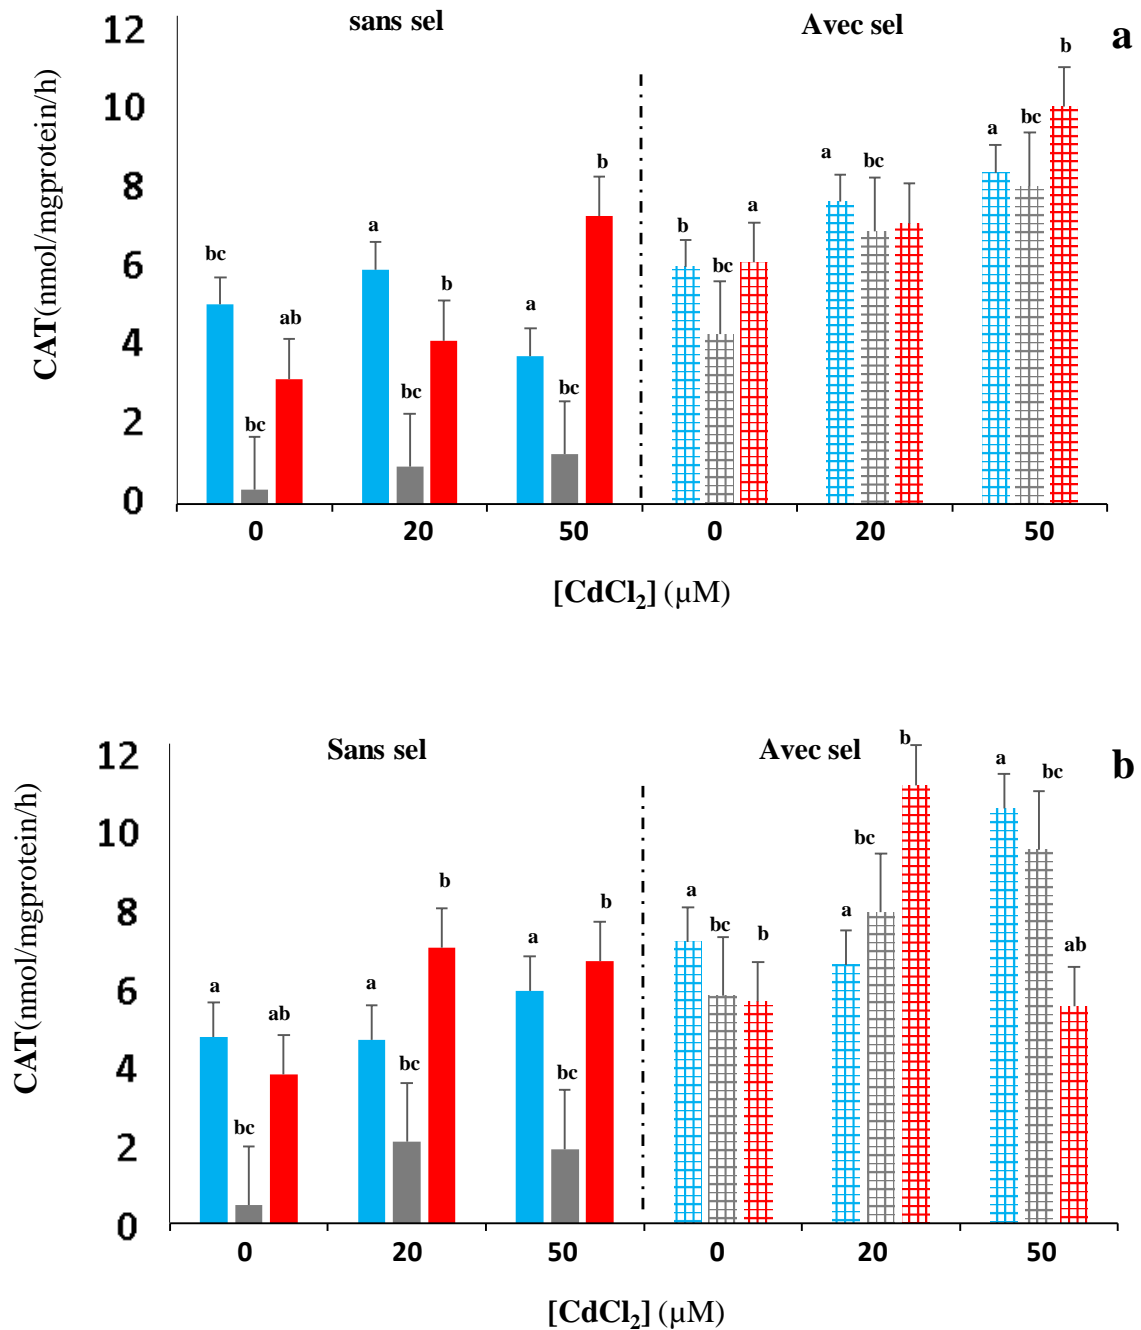 sans sel
Avec sel
a
CAT(nmol/mgprotein/h)
12
10
8
6
4
2
0
bc
bc
ab
a
bc
b
a
bc
b
b
bc
a
a
bc
a
bc
b
0
20
50
0
20
50
[CdCl₂] (µM)
Sans sel
Avec sel
b
CAT(nmol/mgprotein/h)
12
10
8
6
4
2
0
a
bc
ab
a
bc
b
a
bc
b
a
bc
b
a
bc
b
a
bc
ab
0
20
50
0
20
50
[CdCl₂] (µM)